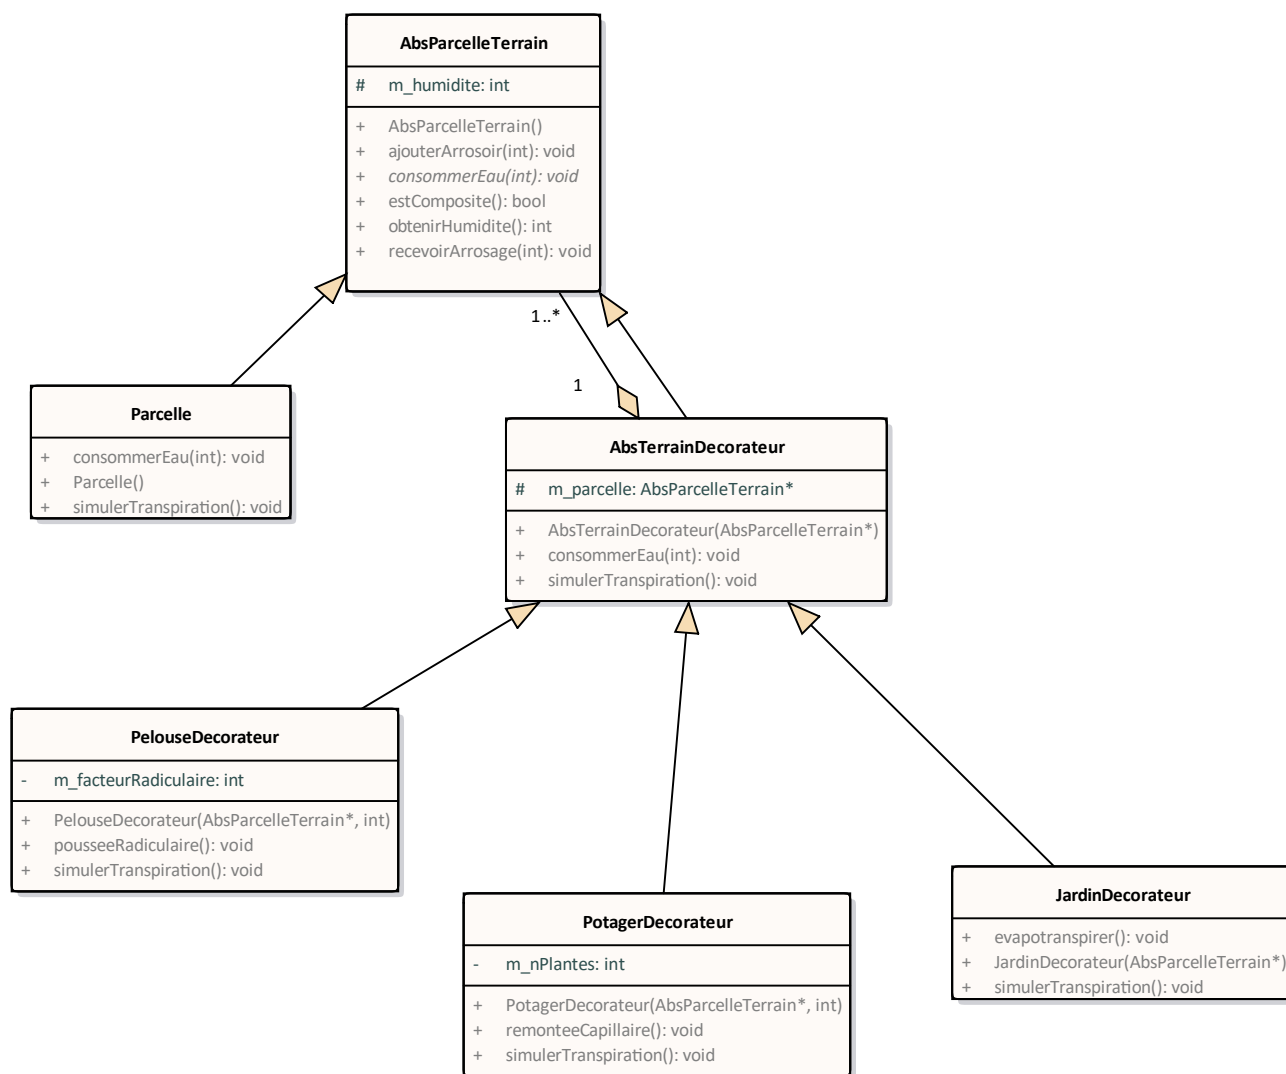 AbsParcelleTerrain
# m_humidite: int
+ AbsParcelleTerrain()
+ ajouterArrosoir(int): void
+ consommerEau(int): void
+ estComposite(): bool
+ obtenirHumidite(): int
+ recevoirArrosage(int): void
1..*
1
Parcelle
+ consommerEau(int): void
+ Parcelle()
+ simulerTranspiration(): void
AbsTerrainDecorateur
# m_parcelle: AbsParcelleTerrain*
+ AbsTerrainDecorateur(AbsParcelleTerrain*)
+ consommerEau(int): void
+ simulerTranspiration(): void
PelouseDecorateur
- m_facteurRadiculaire: int
+ PelouseDecorateur(AbsParcelleTerrain*, int)
+ pousseeRadiculaire(): void
+ simulerTranspiration(): void
PotagerDecorateur
- m_nPlantes: int
+ PotagerDecorateur(AbsParcelleTerrain*, int)
+ remonteeCapillaire(): void
+ simulerTranspiration(): void
JardinDecorateur
+ evapotranspirer(): void
+ JardinDecorateur(AbsParcelleTerrain*)
+ simulerTranspiration(): void